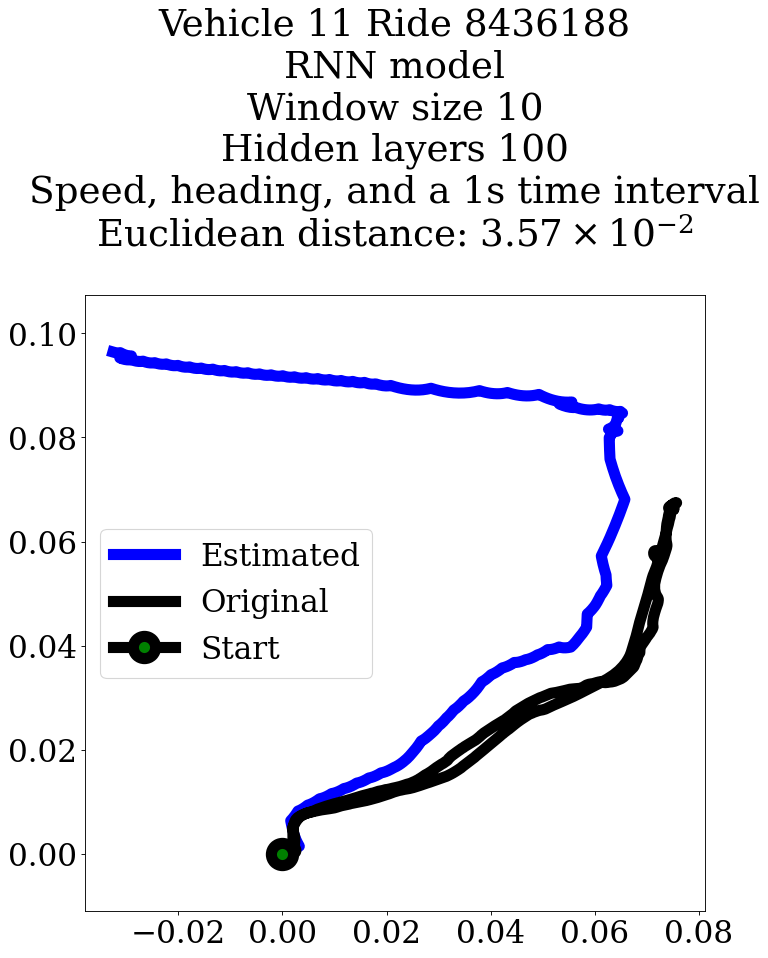 Vehicle 11 Ride 8436188
RNN model
Window size 10
Hidden layers 100
Speed, heading, and a 1s time interval
Euclidean distance: 3.57 × 10⁻²
0.10
0.08
0.06
0.04
0.02
0.00
Estimated
Original
Start
−0.02 0.00 0.02 0.04 0.06 0.08